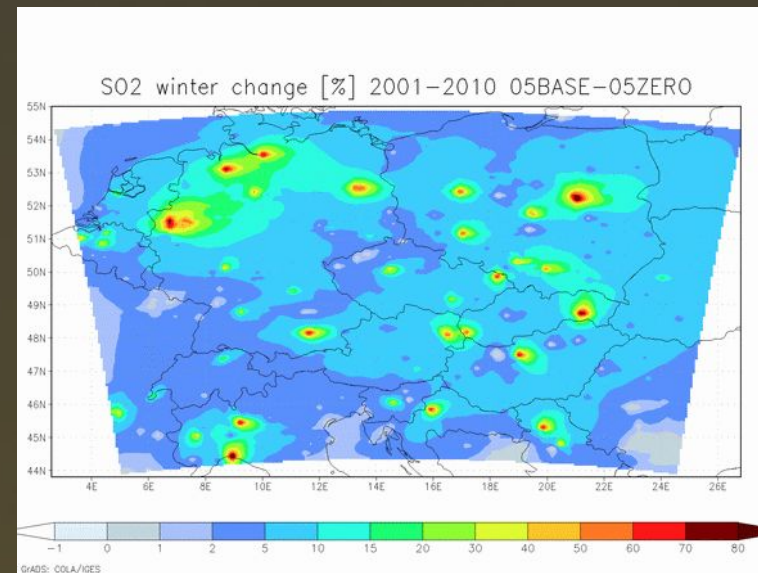 SO2 winter change [%] 2001-2010 05BASE-05ZERO
55N
54N
53N
52N
51N
50N
49N
48N
47N
46N
45N
44N
4E 6E 8E 10E 12E 14E 16E 18E 20E 22E 24E 26E
-1 0 1 2 5 10 15 20 30 40 50 60 70 80
GrADS: COLA/IGES